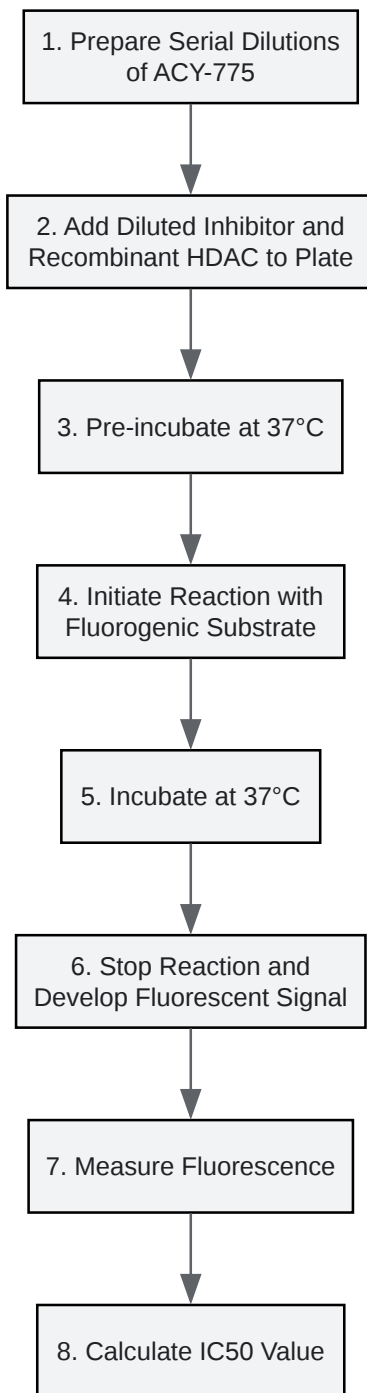 1. Prepare Serial Dilutions
of ACY-775
2. Add Diluted Inhibitor and
Recombinant HDAC to Plate
3. Pre-incubate at 37°C
4. Initiate Reaction with
Fluorogenic Substrate
5. Incubate at 37°C
6. Stop Reaction and
Develop Fluorescent Signal
7. Measure Fluorescence
8. Calculate IC50 Value